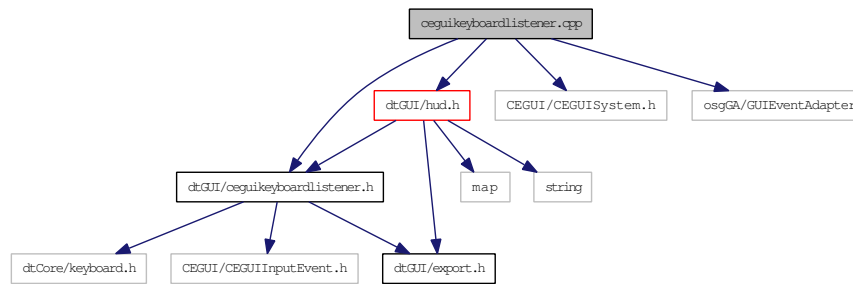 ceguikeyboardlistener.cpp
dtGUI/hud.h
CEGUI/CEGUISystem.h
osgGA/GUIEventAdapter
dtGUI/ceguikeyboardlistener.h
map
string
dtCore/keyboard.h
CEGUI/CEGUIInputEvent.h
dtGUI/export.h